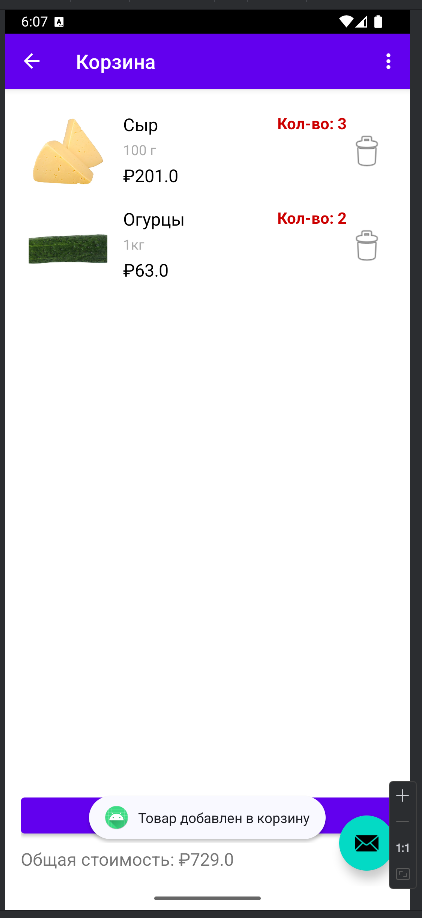 6:07 A
Корзина
Сыр
Кол-во: 3
100 г
₽201.0
Огурцы
Кол-во: 2
1кг
₽63.0
Товар добавлен в корзину
Общая стоимость: ₽729.0
1:1